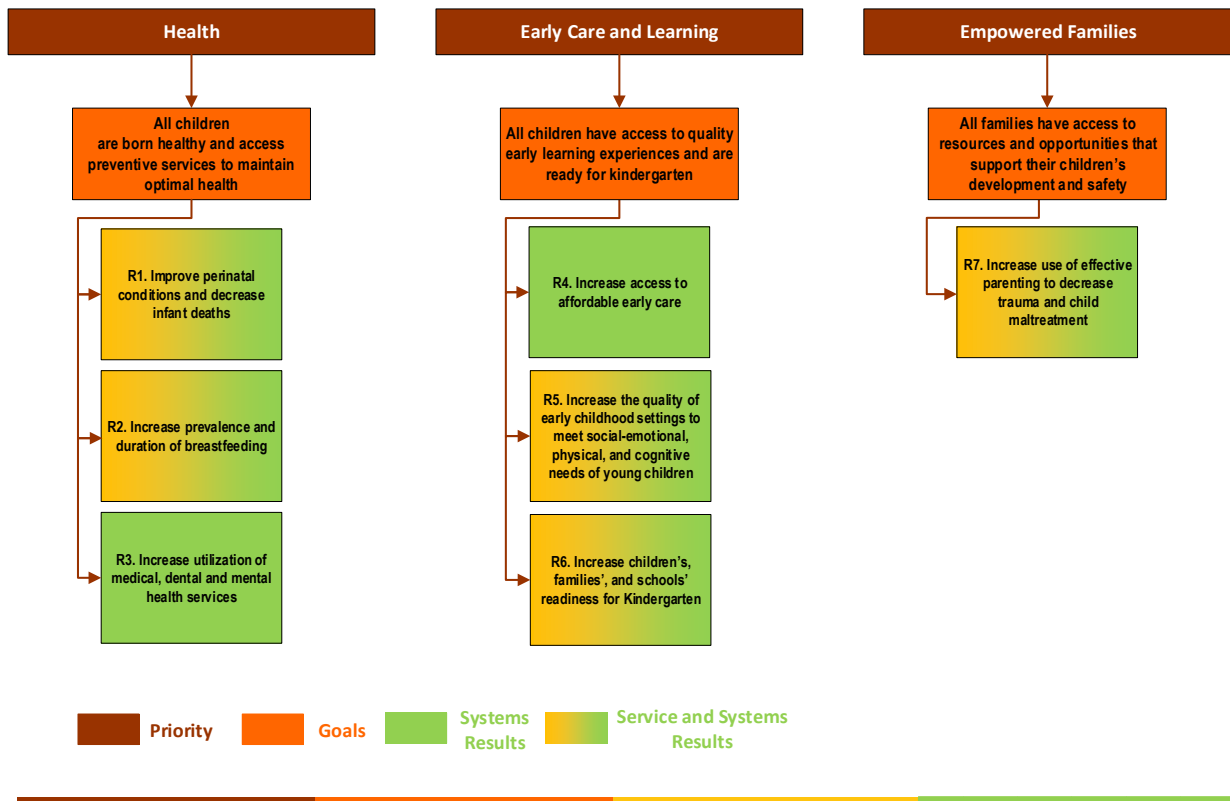 Health
All children
are born healthy and access
preventive services to maintain
optimal health
R1. Improve perinatal
conditions and decrease
infant deaths
R2. Increase prevalence and
duration of breastfeeding
R3. Increase utilization of
medical, dental and mental
health services
Early Care and Learning
All children have access to quality
early learning experiences and are
ready for kindergarten
R4. Increase access to
affordable early care
R5. Increase the quality of
early childhood settings to
meet social-emotional,
physical, and cognitive
needs of young children
R6. Increase children’s,
families’, and schools’
readiness for Kindergarten
Empowered Families
All families have access to
resources and opportunities that
support their children’s
development and safety
R7. Increase use of effective
parenting to decrease
trauma and child
maltreatment
Priority
Goals
Systems
Results
Service and Systems
Results